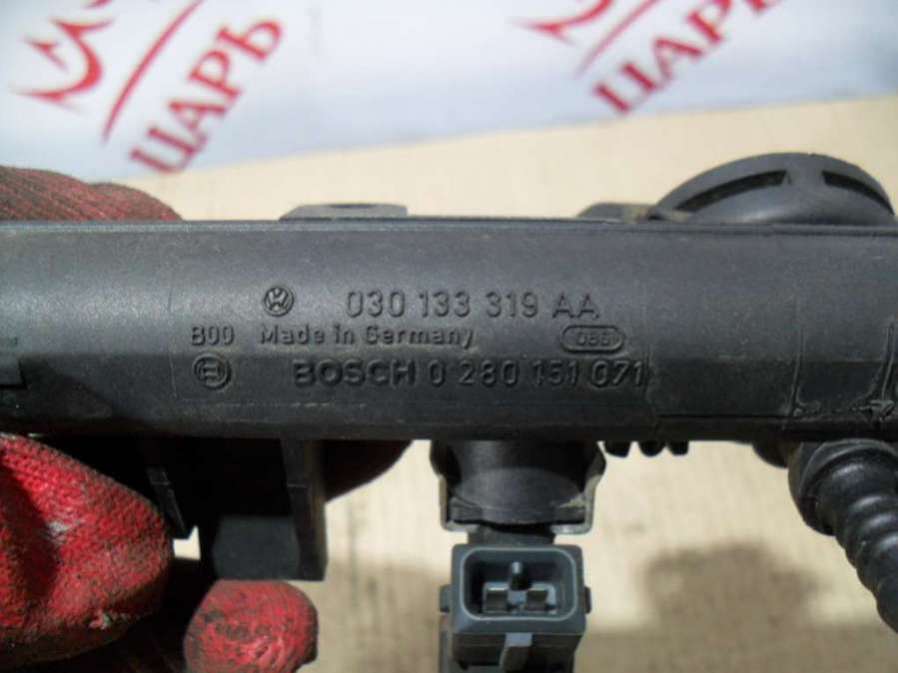 ЦАРЬ
ЦАРЬ
030 133 319 AA
B00 Made in Germany
BOSCH 0 280 151 071